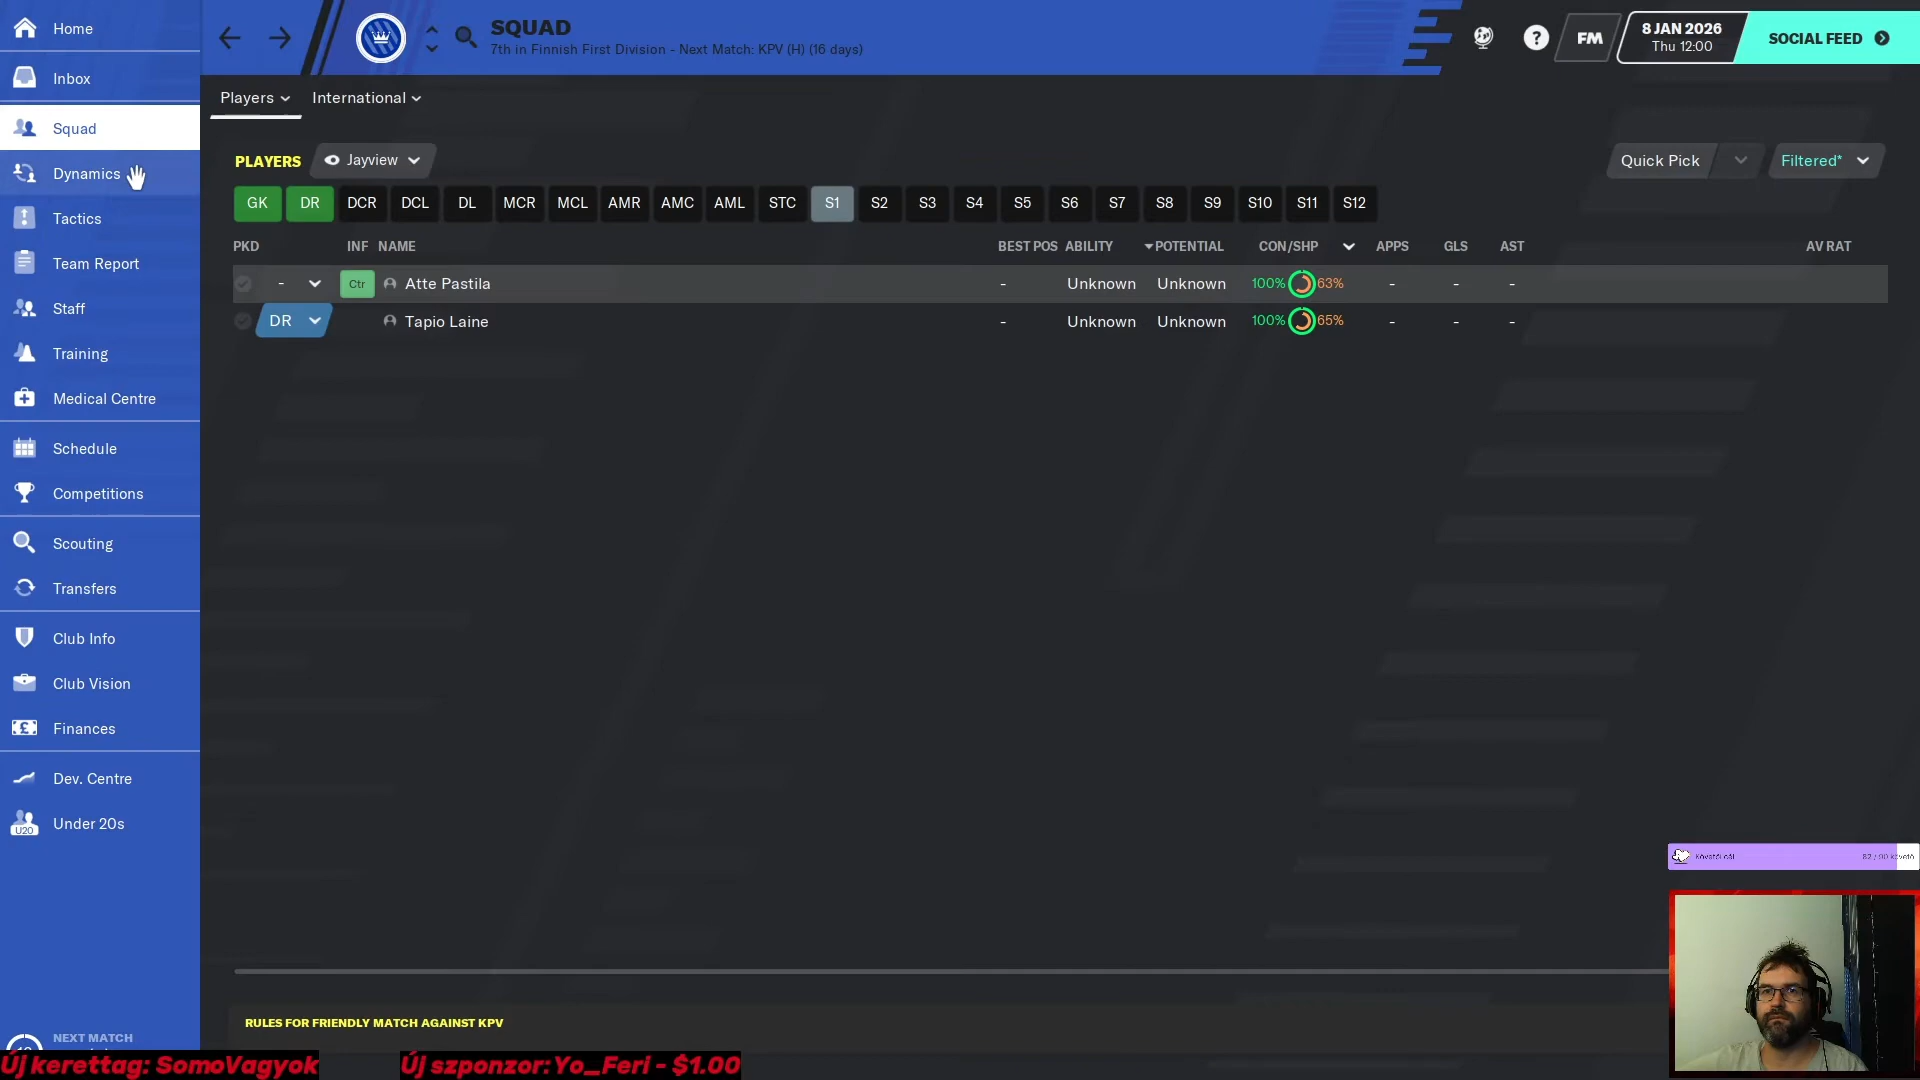 Home
Inbox
Squad
Dynamics
Tactics
Team Report
Staff
Training
Medical Centre
Schedule
Competitions
Scouting
Transfers
Club Info
Club Vision
Finances
Dev. Centre
U20 Under 20s
NEXT MATCH
SQUAD
7th in Finnish First Division - Next Match: KPV (H) (16 days)
?
FM
8 JAN 2026
Thu 12:00
SOCIAL FEED
Players International
PLAYERS Jayview
Quick Pick Filtered*
GK DR DCR DCL DL MCR MCL AMR AMC AML STC S1 S2 S3 S4 S5 S6 S7 S8 S9 S10 S11 S12
PKD INF NAME BEST POS ABILITY POTENTIAL CON/SHP APPS GLS AST AV RAT
- Ctr Atte Pastila - Unknown Unknown 100% 63% - - -
DR Tapio Laine - Unknown Unknown 100% 65% - - -
Követői cél 82 / 90 követő
RULES FOR FRIENDLY MATCH AGAINST KPV
Új kerettag: SomoVagyok
Új szponzor: Yo_Feri - $1.00